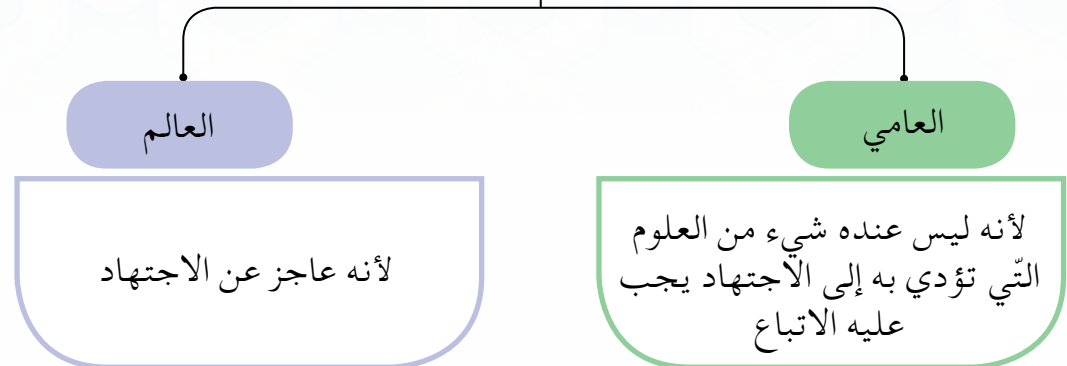 العامي
لأنه ليس عنده شيء من العلوم
التّي تؤدي به إلى الاجتهاد يجب
عليه الاتباع
العالم
لأنه عاجز عن الاجتهاد